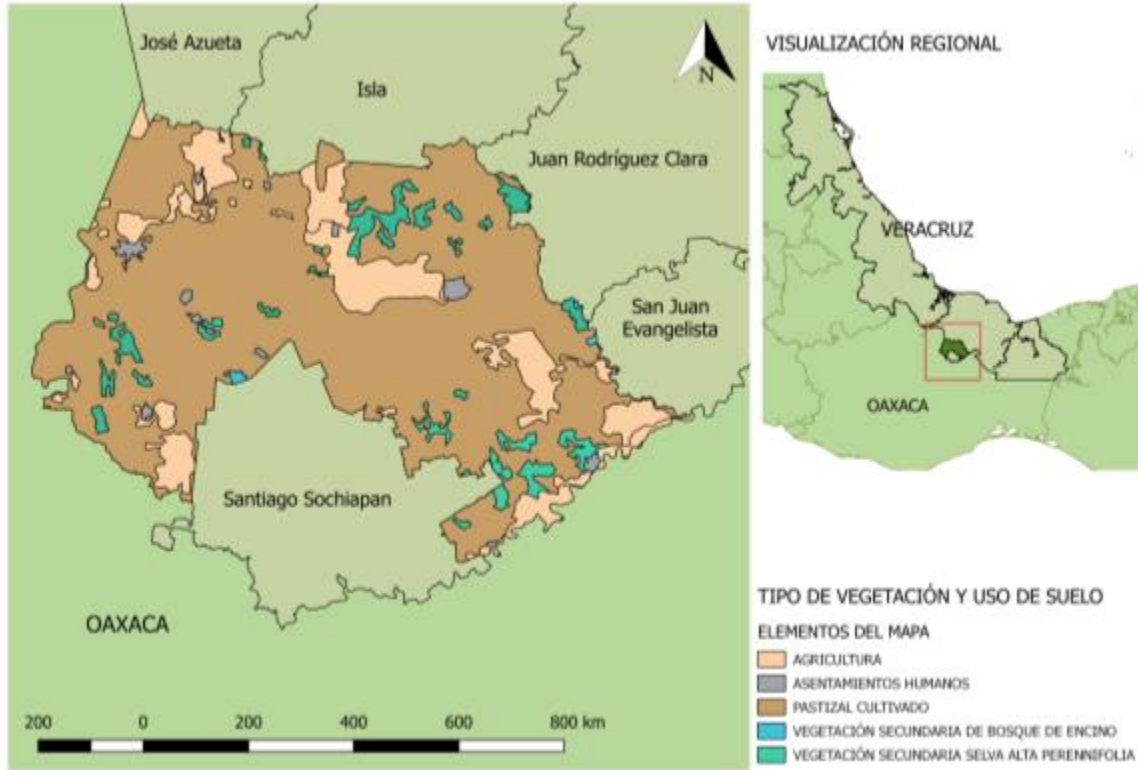 José Azueta
Isla
N
Juan Rodríguez Clara
San Juan
Evangelista
Santiago Sochiapan
OAXACA
200 0 200 400 600 800 km
VISUALIZACIÓN REGIONAL
VERACRUZ
OAXACA
TIPO DE VEGETACIÓN Y USO DE SUELO
ELEMENTOS DEL MAPA
AGRICULTURA
ASENTAMIENTOS HUMANOS
PASTIZAL CULTIVADO
VEGETACIÓN SECUNDARIA DE BOSQUE DE ENCINO
VEGETACIÓN SECUNDARIA SELVA ALTA PERENNIFOLIA